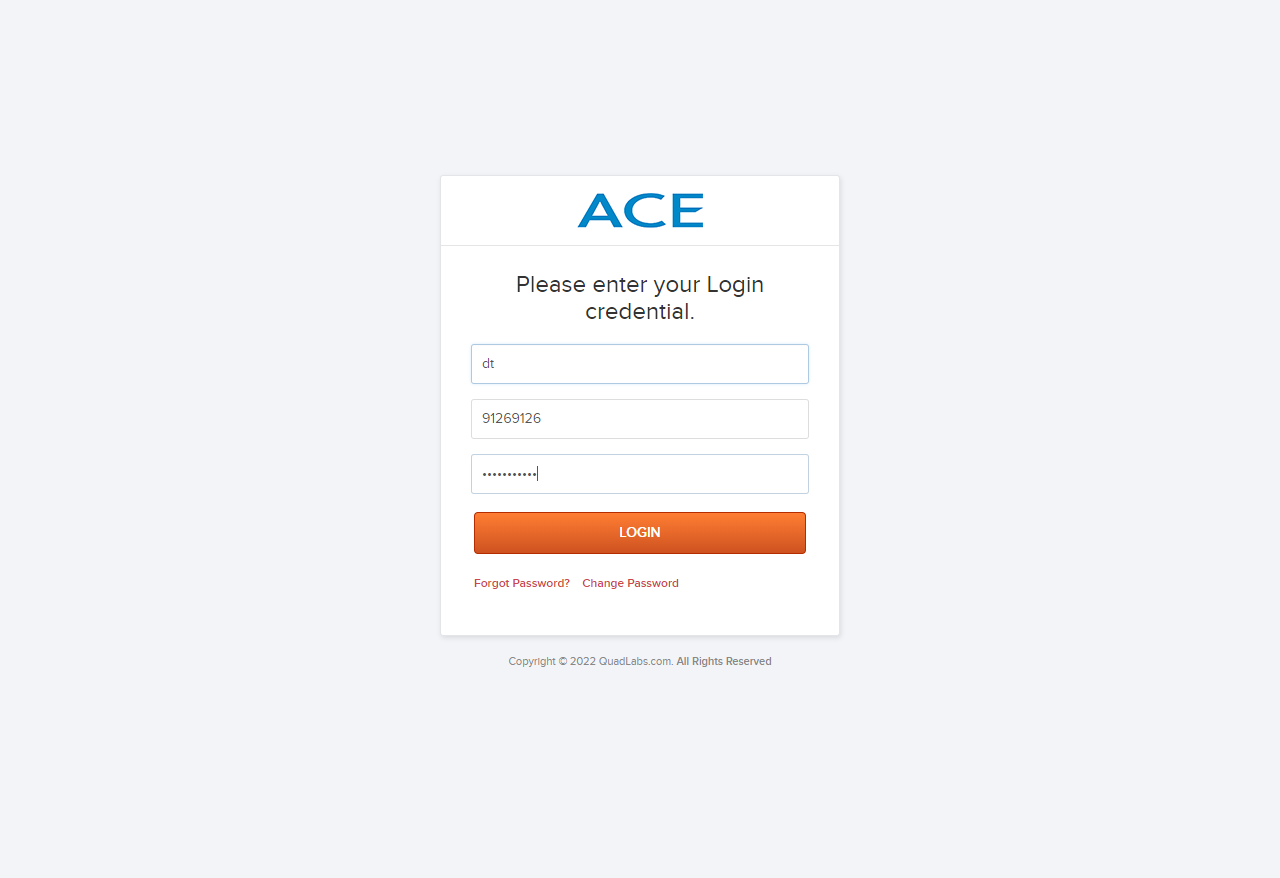 ACE
Please enter your Login
credential.
dt
91269126
•••••••••••
LOGIN
Forgot Password? Change Password
Copyright © 2022 QuadLabs.com. All Rights Reserved